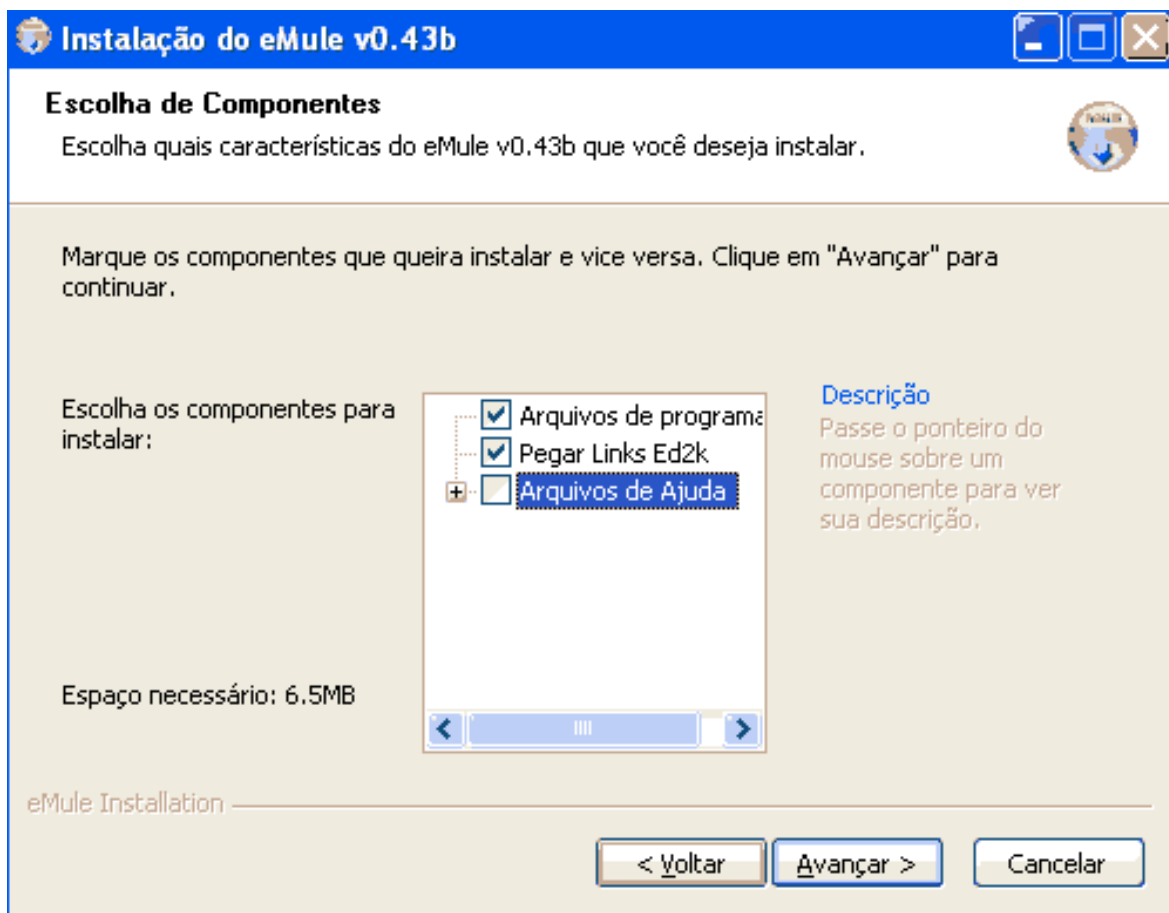 Instalação do eMule v0.43b
Escolha de Componentes
Escolha quais características do eMule v0.43b que você deseja instalar.
Marque os componentes que queira instalar e vice versa. Clique em "Avançar" para
continuar.
Escolha os componentes para
instalar:
Arquivos de programa
Pegar Links Ed2k
Arquivos de Ajuda
Descrição
Passe o ponteiro do
mouse sobre um
componente para ver
sua descrição.
Espaço necessário: 6.5MB
eMule Installation
< Voltar
Avançar >
Cancelar